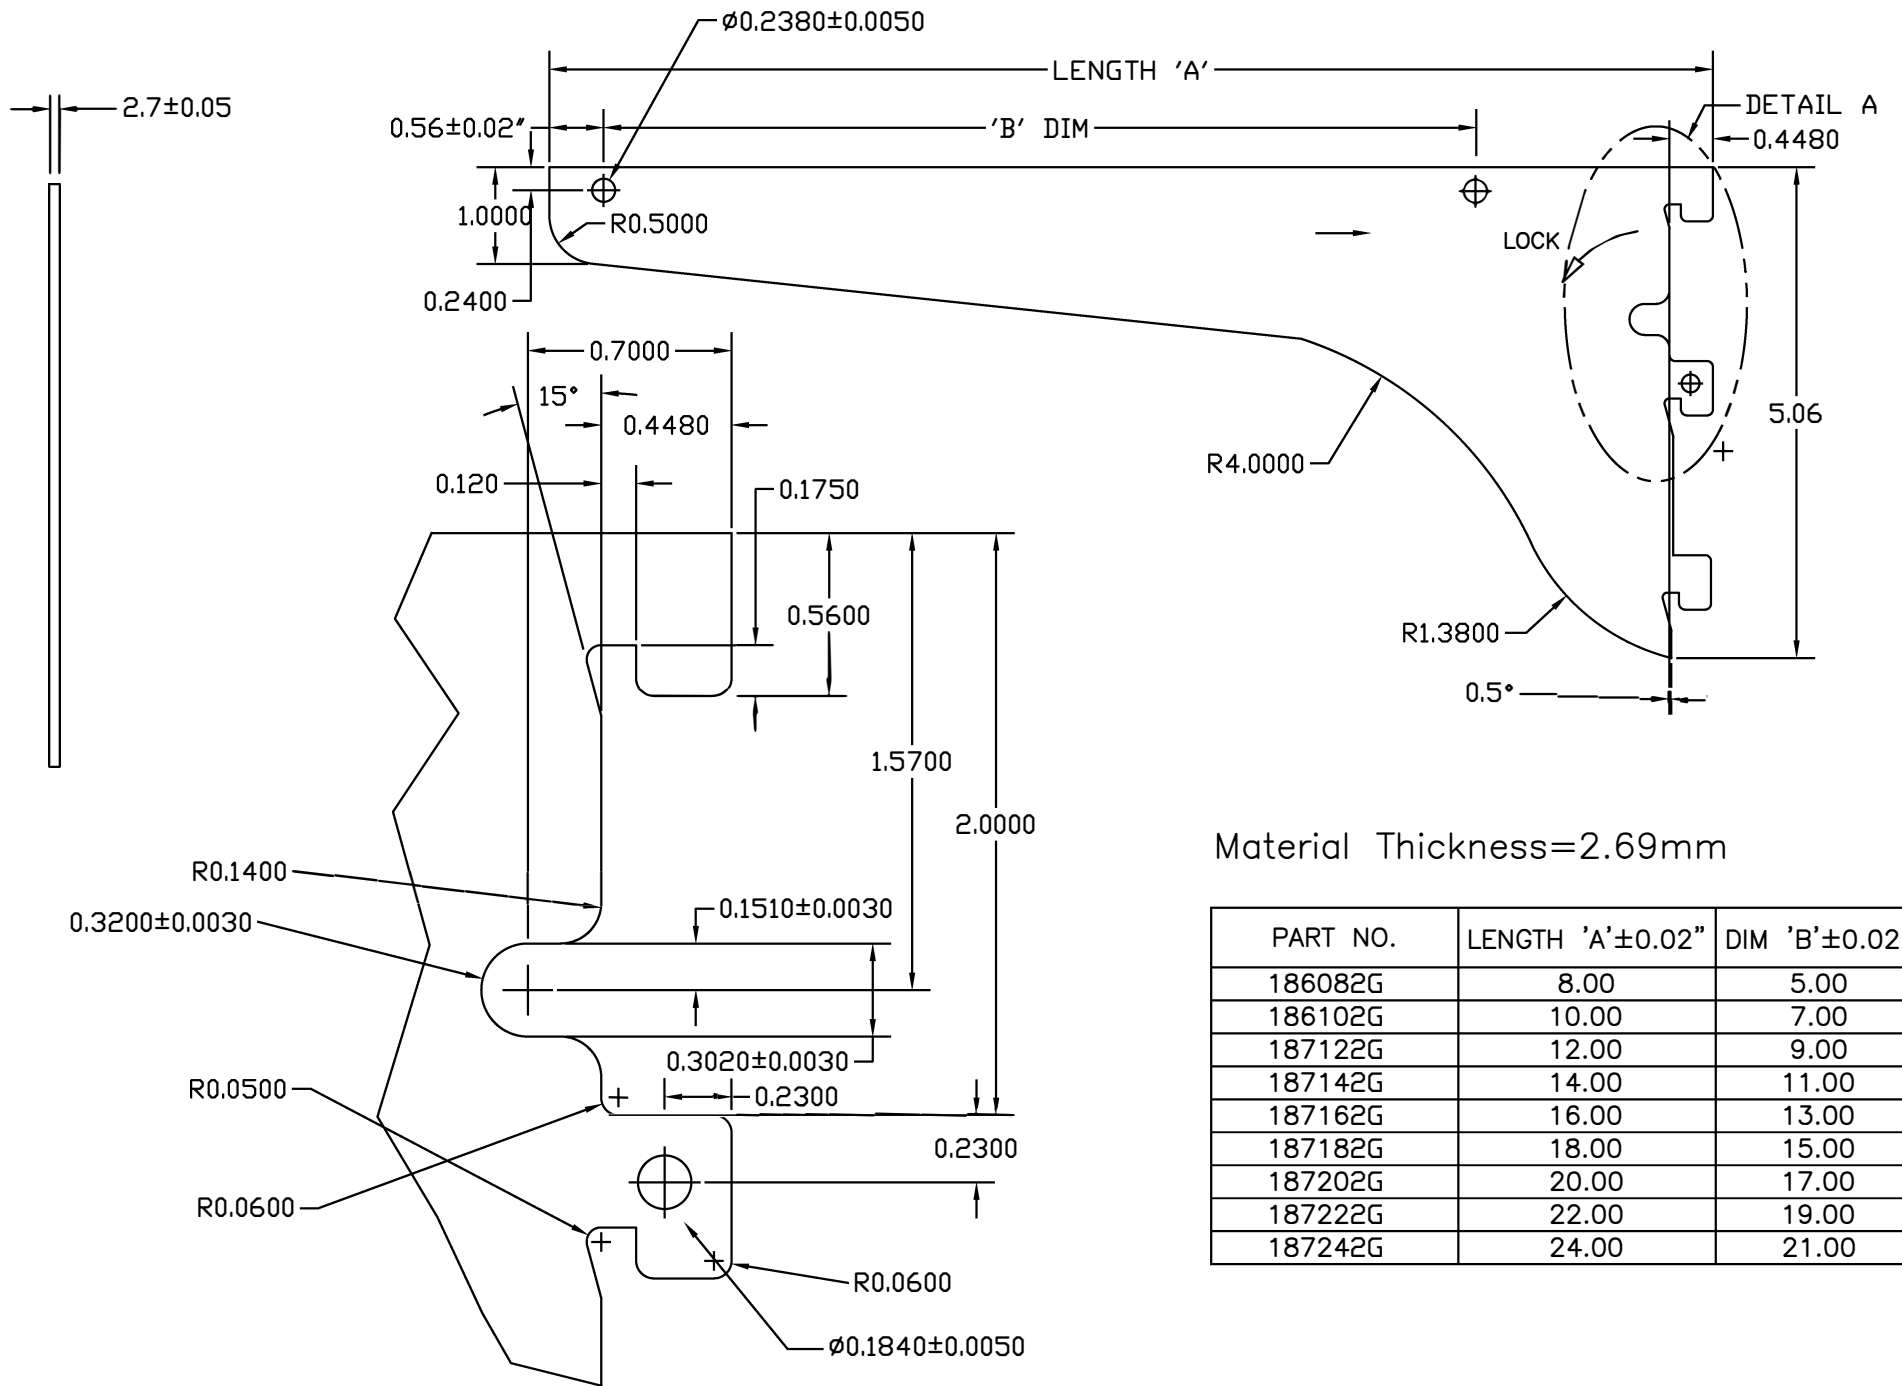 Ø0.2380±0.0050
LENGTH 'A'
2.7±0.05
DETAIL A
0.56±0.02"
'B' DIM
0.4480
1.0000
R0.5000
LOCK
0.2400
0.7000
15°
0.4480
5.06
R4.0000
0.120
0.1750
0.5600
R1.3800
0.5°
1.5700
2.0000
Material Thickness=2.69mm
R0.1400
0.3200±0.0030
0.1510±0.0030
PART NO. LENGTH 'A'±0.02" DIM 'B'±0.02
186082G 8.00 5.00
186102G 10.00 7.00
187122G 12.00 9.00
187142G 14.00 11.00
187162G 16.00 13.00
187182G 18.00 15.00
187202G 20.00 17.00
187222G 22.00 19.00
187242G 24.00 21.00
0.3020±0.0030
R0.0500
0.2300
0.2300
R0.0600
R0.0600
Ø0.1840±0.0050